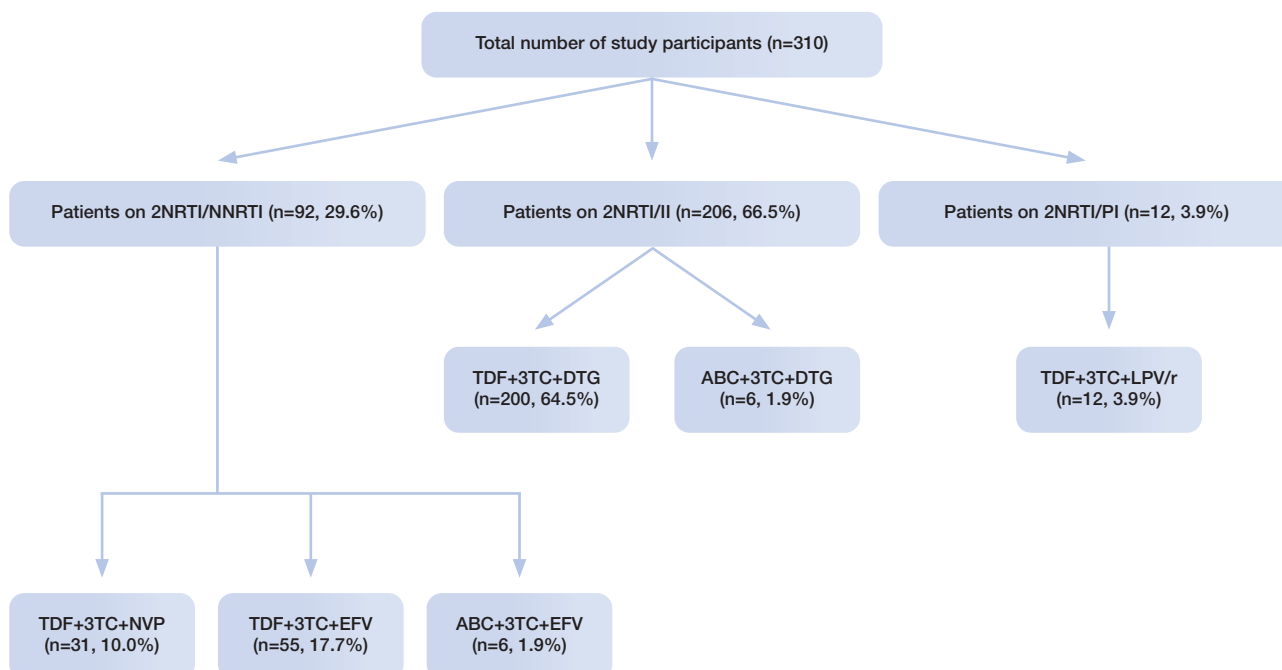 Total number of study participants (n=310)
Patients on 2NRTI/NNRTI (n=92, 29.6%)
Patients on 2NRTI/II (n=206, 66.5%)
Patients on 2NRTI/PI (n=12, 3.9%)
TDF+3TC+DTG
(n=200, 64.5%)
ABC+3TC+DTG
(n=6, 1.9%)
TDF+3TC+LPV/r
(n=12, 3.9%)
TDF+3TC+NVP
(n=31, 10.0%)
TDF+3TC+EFV
(n=55, 17.7%)
ABC+3TC+EFV
(n=6, 1.9%)